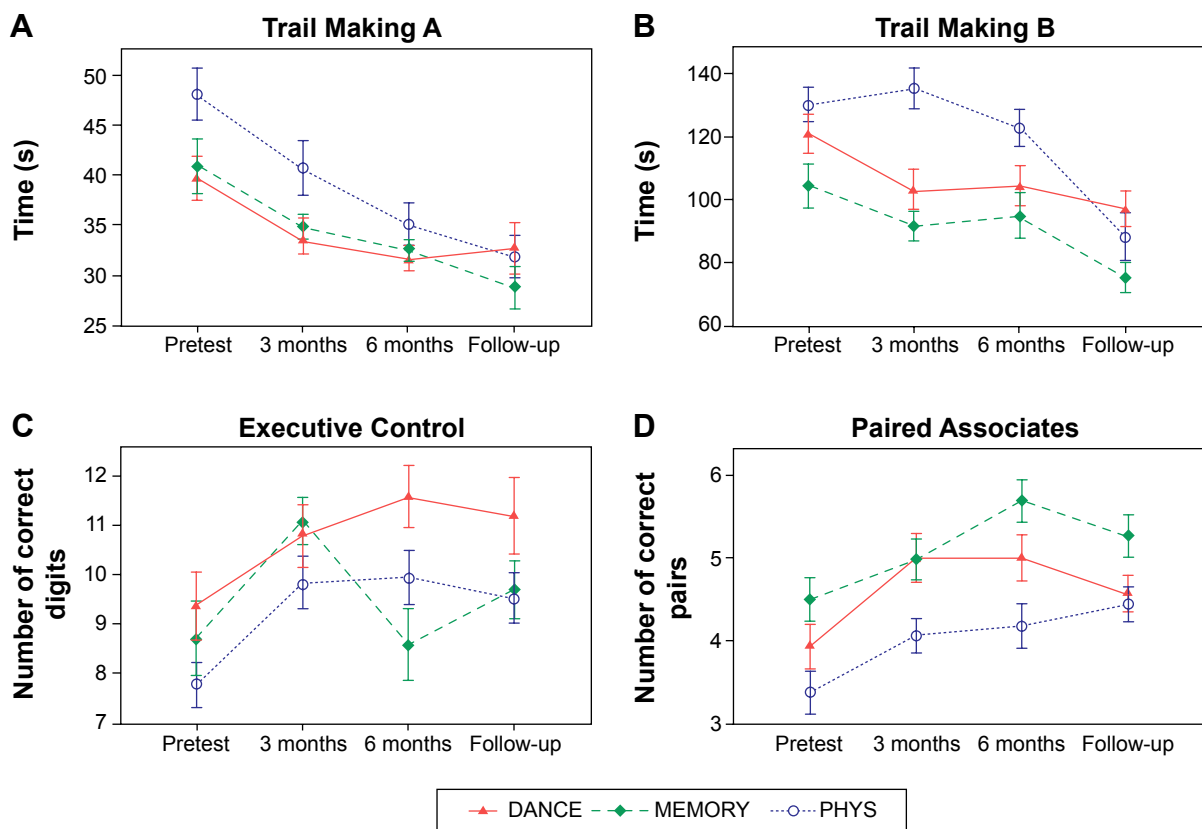 A
Trail Making A
Time (s)
50
45
40
35
30
25
Pretest 3 months 6 months Follow-up
B
Trail Making B
Time (s)
140
120
100
80
60
Pretest 3 months 6 months Follow-up
C
Executive Control
Number of correct
digits
12
11
10
9
8
7
Pretest 3 months 6 months Follow-up
D
Paired Associates
Number of correct
pairs
6
5
4
3
Pretest 3 months 6 months Follow-up
DANCE MEMORY PHYS